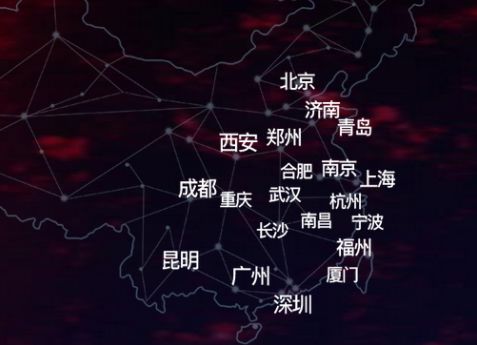 北京
济南
青岛
郑州
西安
南京
合肥
上海
成都
武汉
重庆
杭州
南昌
宁波
长沙
福州
昆明
厦门
广州
深圳